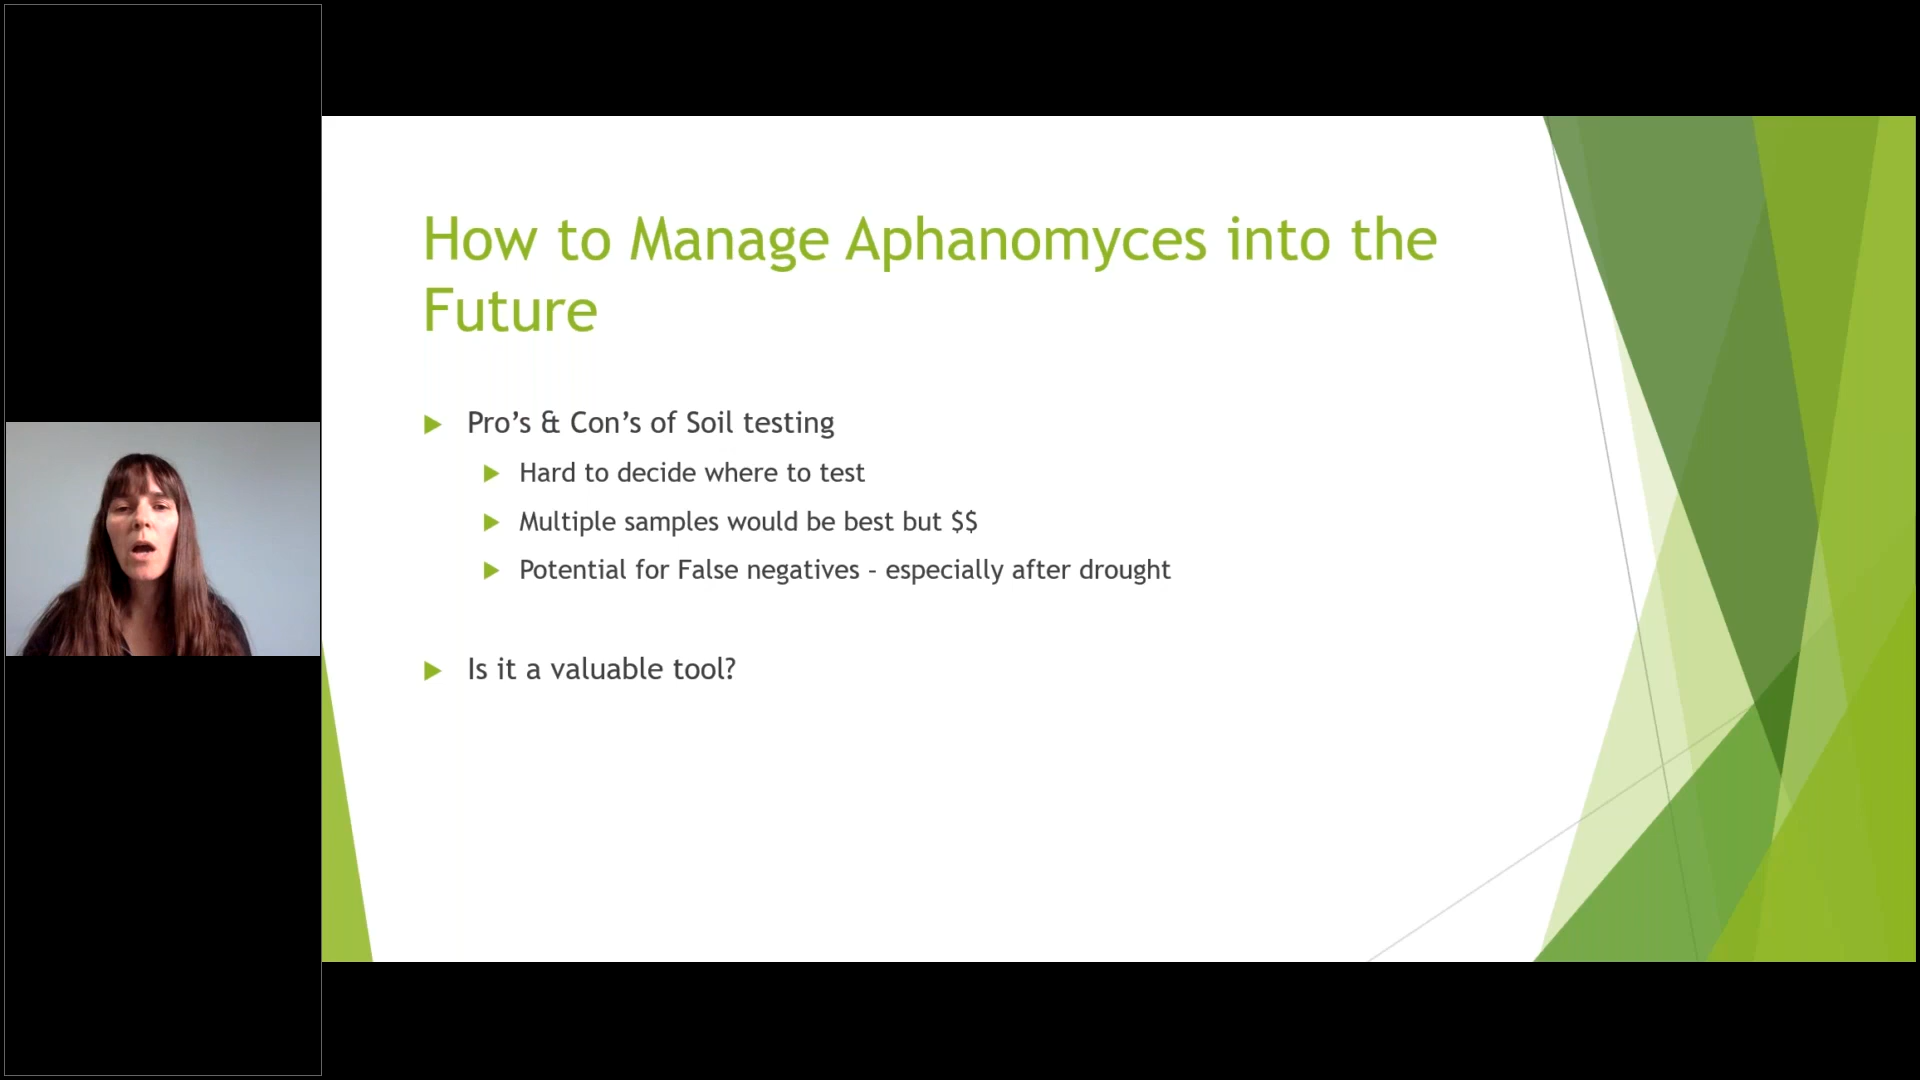 How to Manage Aphanomyces into the
Future
Pro’s & Con’s of Soil testing
Hard to decide where to test
Multiple samples would be best but $$
Potential for False negatives – especially after drought
Is it a valuable tool?